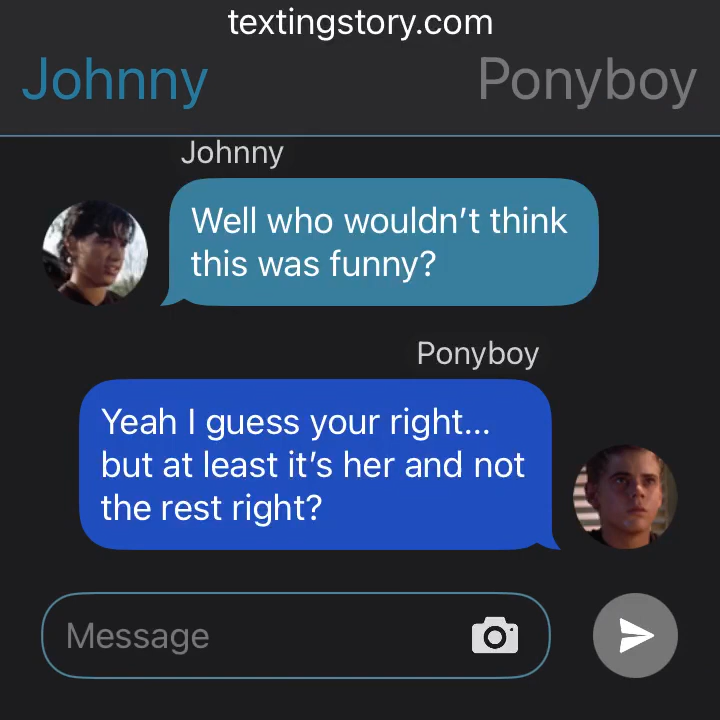 textingstory.com
Johnny
Ponyboy
Johnny
Well who wouldn’t think
this was funny?
Ponyboy
Yeah I guess your right...
but at least it’s her and not
the rest right?
Message